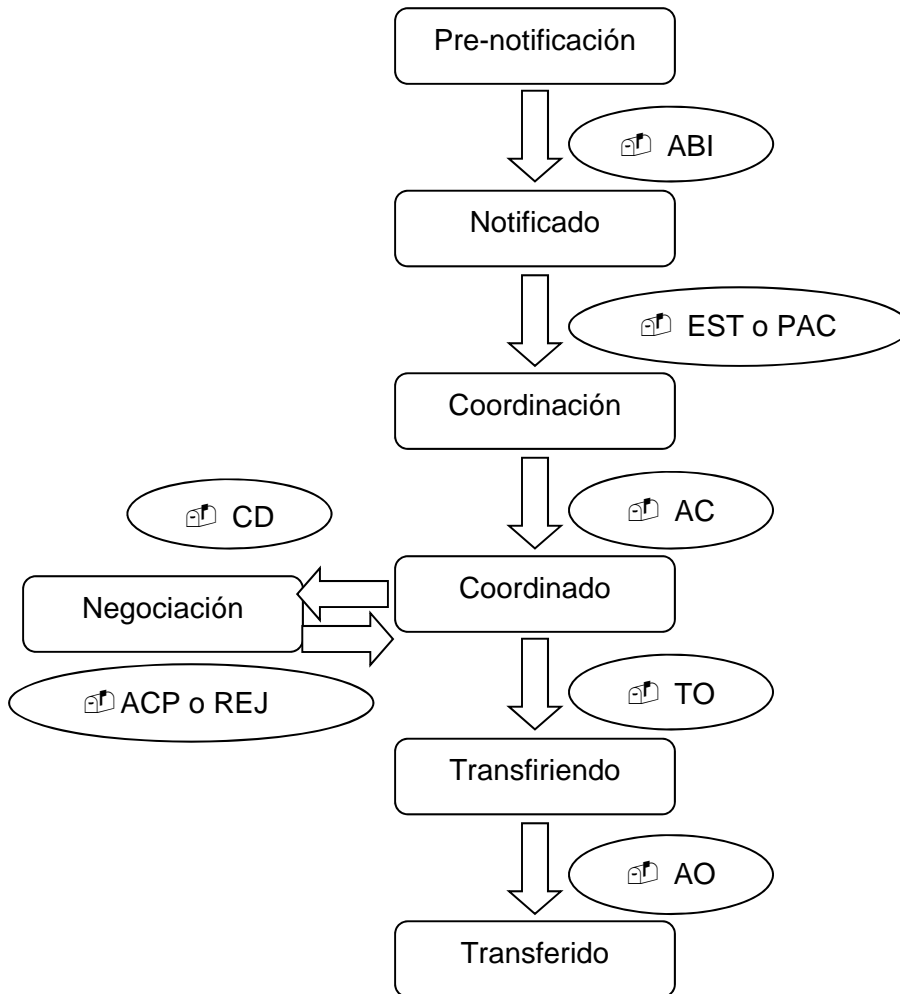 Pre-notificación
ABI
Notificado
EST o PAC
Coordinación
AC
CD
Coordinado
Negociación
ACP o REJ
TO
Transfiriendo
AO
Transferido